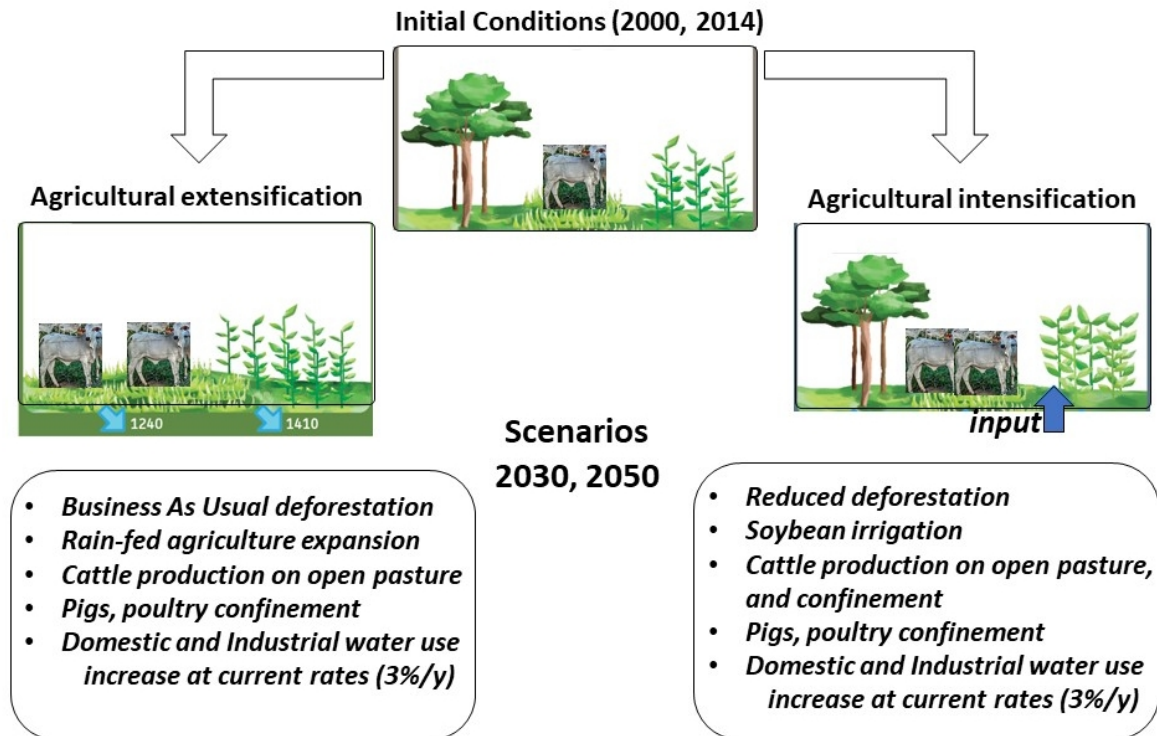 Initial Conditions (2000, 2014)
Agricultural extensification
1240
1410
Agricultural intensification
input
Scenarios
2030, 2050
• Business As Usual deforestation
• Rain-fed agriculture expansion
• Cattle production on open pasture
• Pigs, poultry confinement
• Domestic and Industrial water use
increase at current rates (3%/y)
• Reduced deforestation
• Soybean irrigation
• Cattle production on open pasture,
and confinement
• Pigs, poultry confinement
• Domestic and Industrial water use
increase at current rates (3%/y)